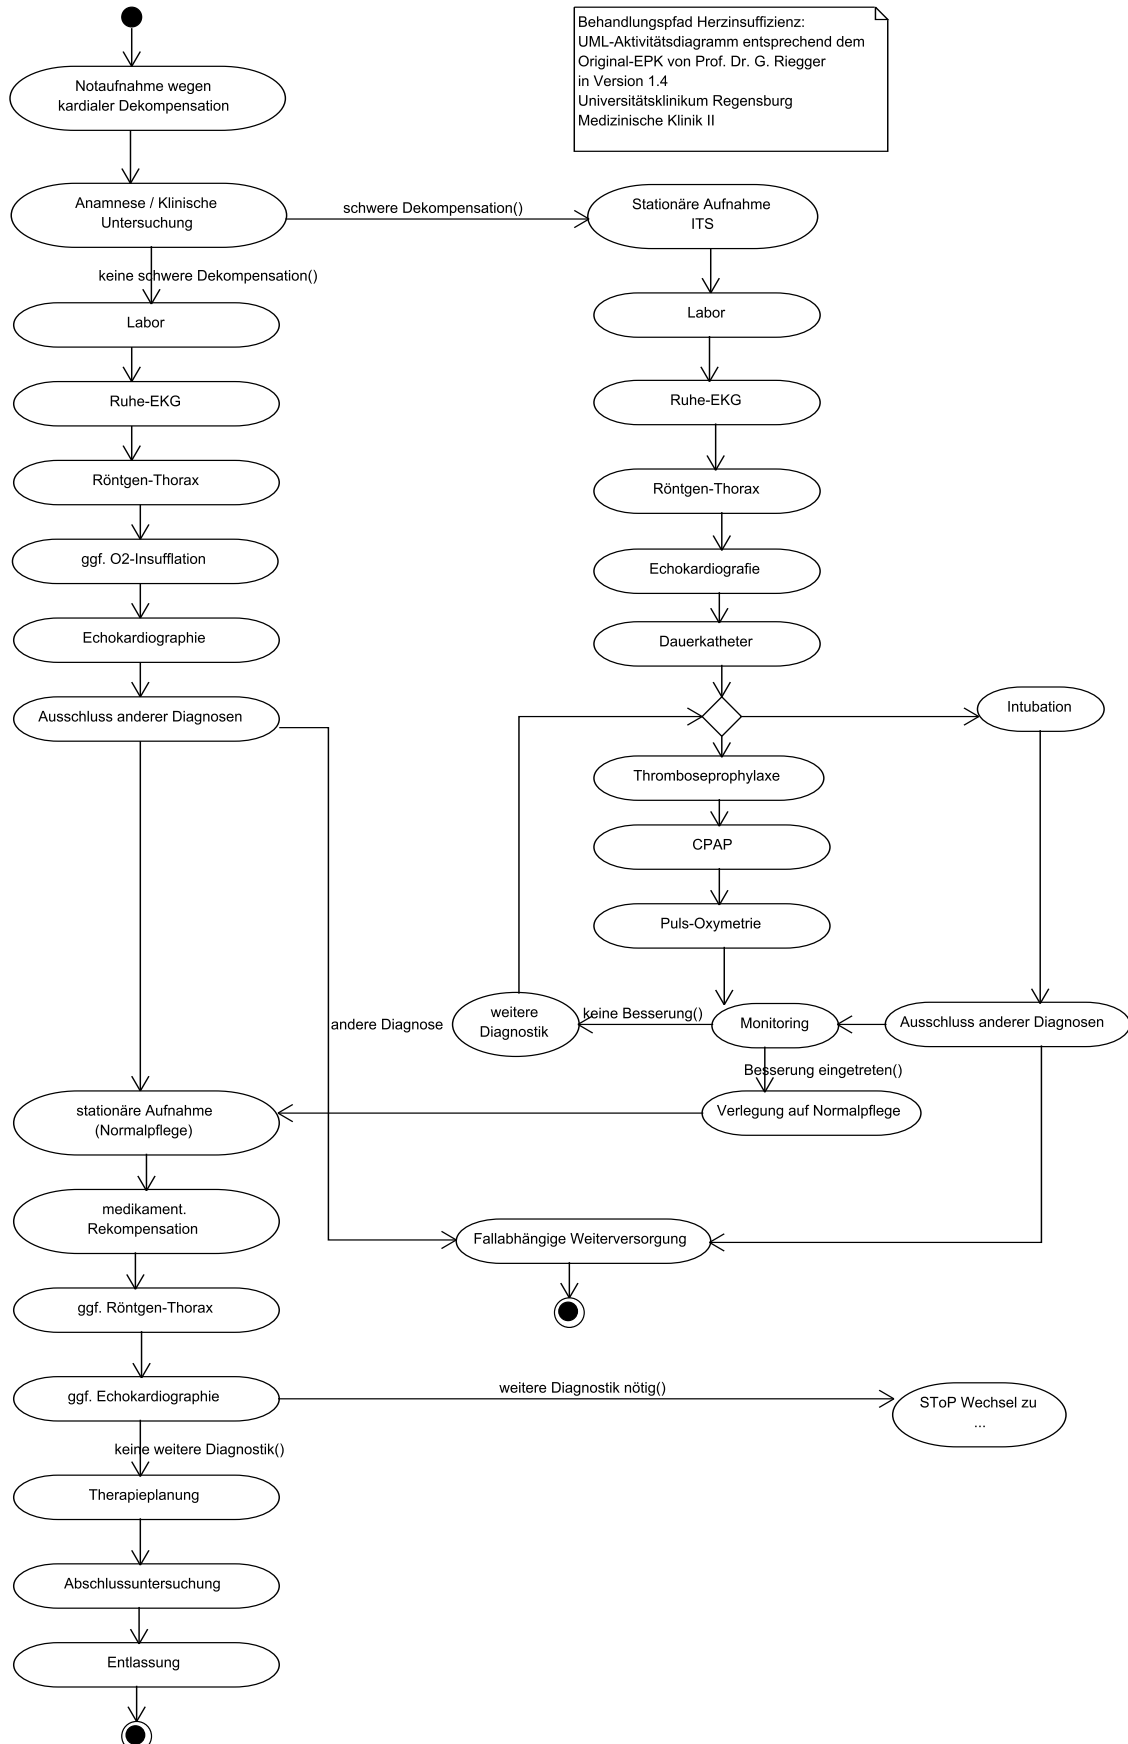 Behandlungspfad Herzinsuffizienz:
UML-Aktivitätsdiagramm entsprechend dem
Original-EPK von Prof. Dr. G. Riegger
in Version 1.4
Universitätsklinikum Regensburg
Medizinische Klinik II
Notaufnahme wegen
kardialer Dekompensation
Anamnese / Klinische
Untersuchung
schwere Dekompensation()
Stationäre Aufnahme
ITS
keine schwere Dekompensation()
Labor
Labor
Ruhe-EKG
Ruhe-EKG
Röntgen-Thorax
Röntgen-Thorax
ggf. O2-Insufflation
Echokardiografie
Echokardiographie
Dauerkatheter
Ausschluss anderer Diagnosen
Intubation
Thromboseprophylaxe
CPAP
Puls-Oxymetrie
andere Diagnose
weitere
Diagnostik
keine Besserung()
Monitoring
Ausschluss anderer Diagnosen
Besserung eingetreten()
stationäre Aufnahme
(Normalpflege)
Verlegung auf Normalpflege
medikament.
Rekompensation
Fallabhängige Weiterversorgung
ggf. Röntgen-Thorax
ggf. Echokardiographie
weitere Diagnostik nötig()
SToP Wechsel zu
...
keine weitere Diagnostik()
Therapieplanung
Abschlussuntersuchung
Entlassung